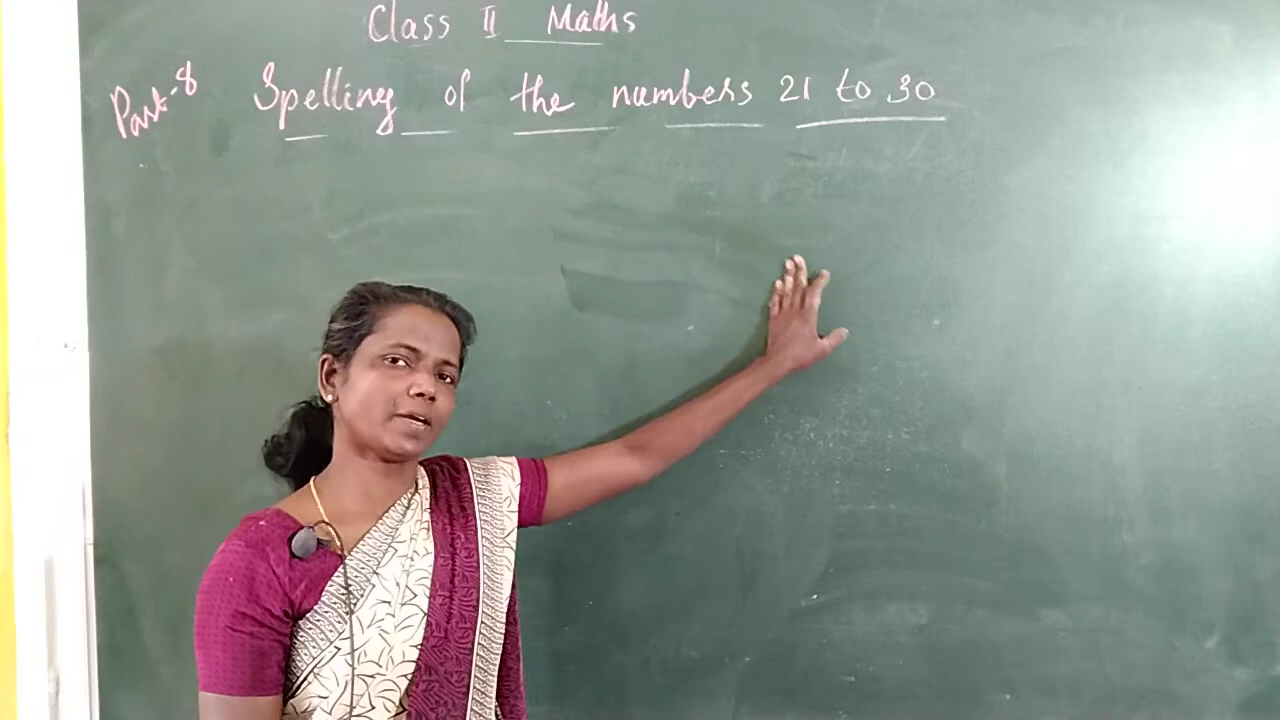 Class II Maths
Part-8 Spelling of the numbers 21 to 30